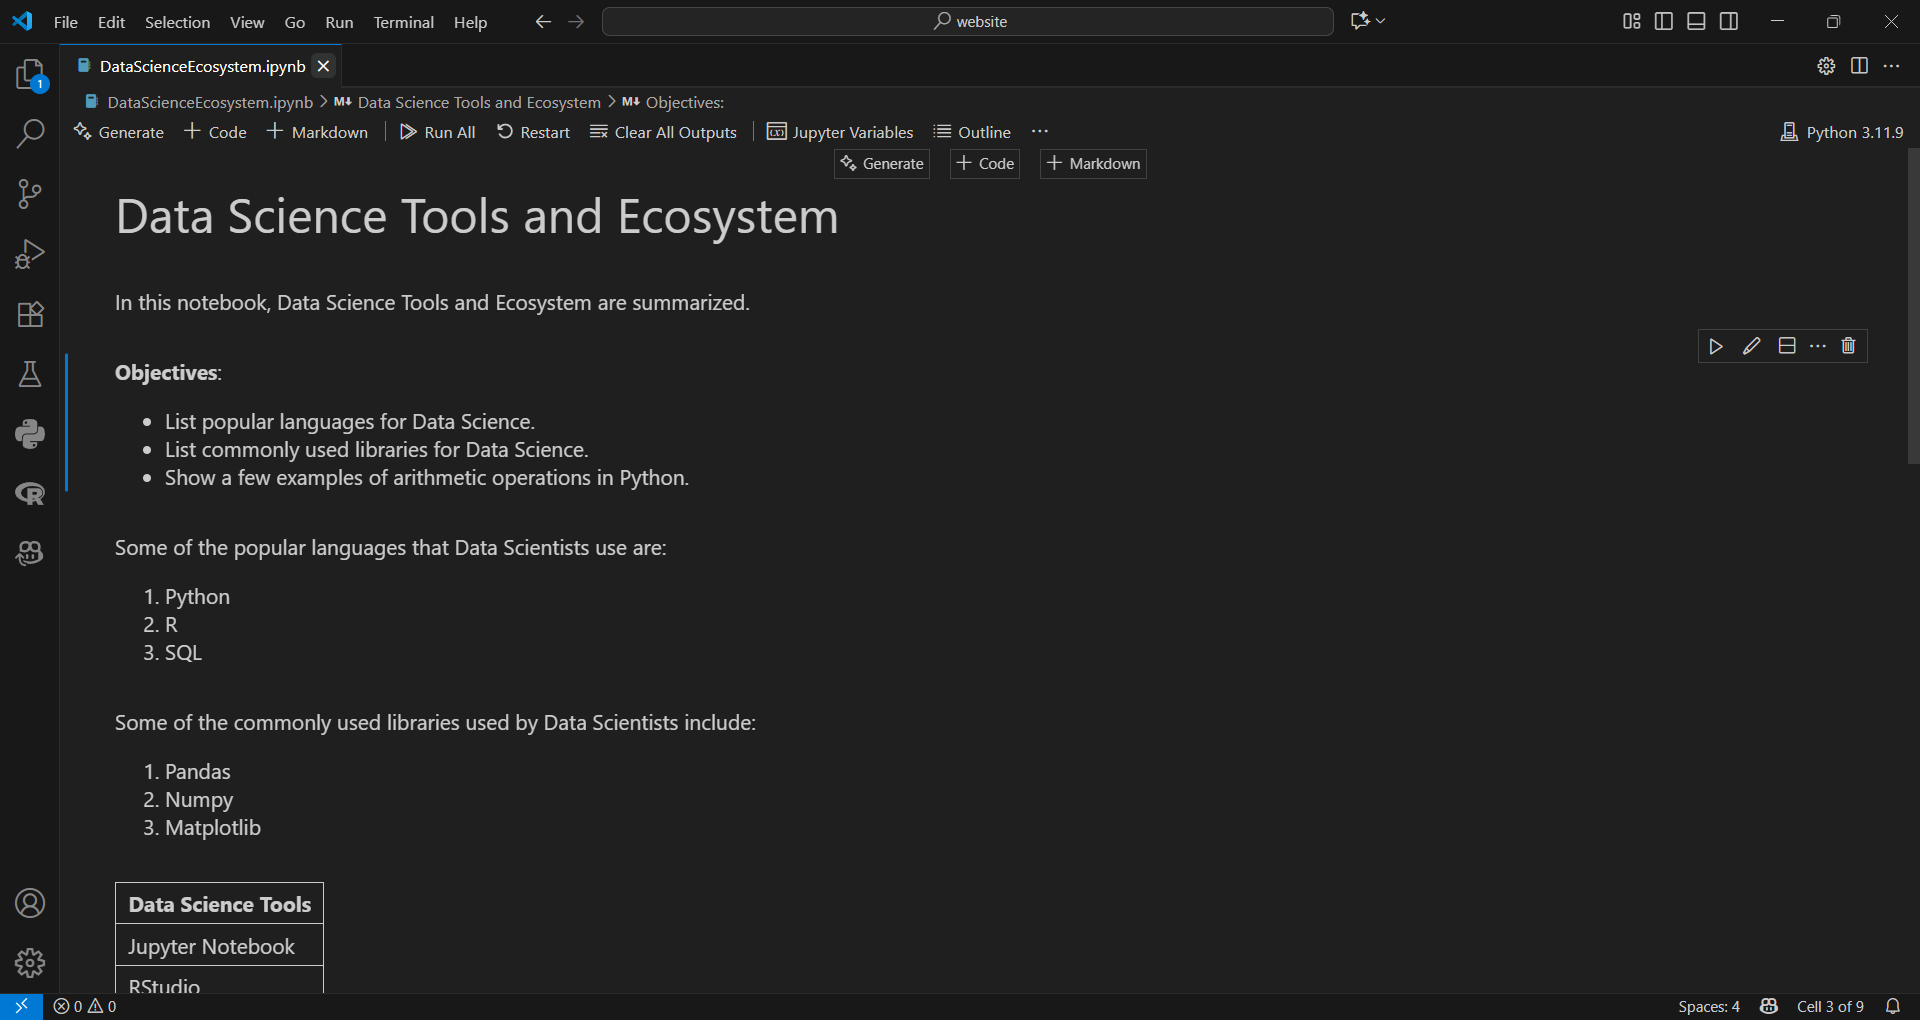 File Edit Selection View Go Run Terminal Help
website
DataScienceEcosystem.ipynb
1
DataScienceEcosystem.ipynb > M↓ Data Science Tools and Ecosystem > M↓ Objectives:
Generate + Code + Markdown Run All Restart Clear All Outputs Jupyter Variables Outline ... Python 3.11.9
Generate + Code + Markdown
Data Science Tools and Ecosystem
In this notebook, Data Science Tools and Ecosystem are summarized.
Objectives:
• List popular languages for Data Science.
• List commonly used libraries for Data Science.
• Show a few examples of arithmetic operations in Python.
Some of the popular languages that Data Scientists use are:
1. Python
2. R
3. SQL
Some of the commonly used libraries used by Data Scientists include:
1. Pandas
2. Numpy
3. Matplotlib
Data Science Tools
Jupyter Notebook
RStudio
0 0 Spaces: 4 Cell 3 of 9